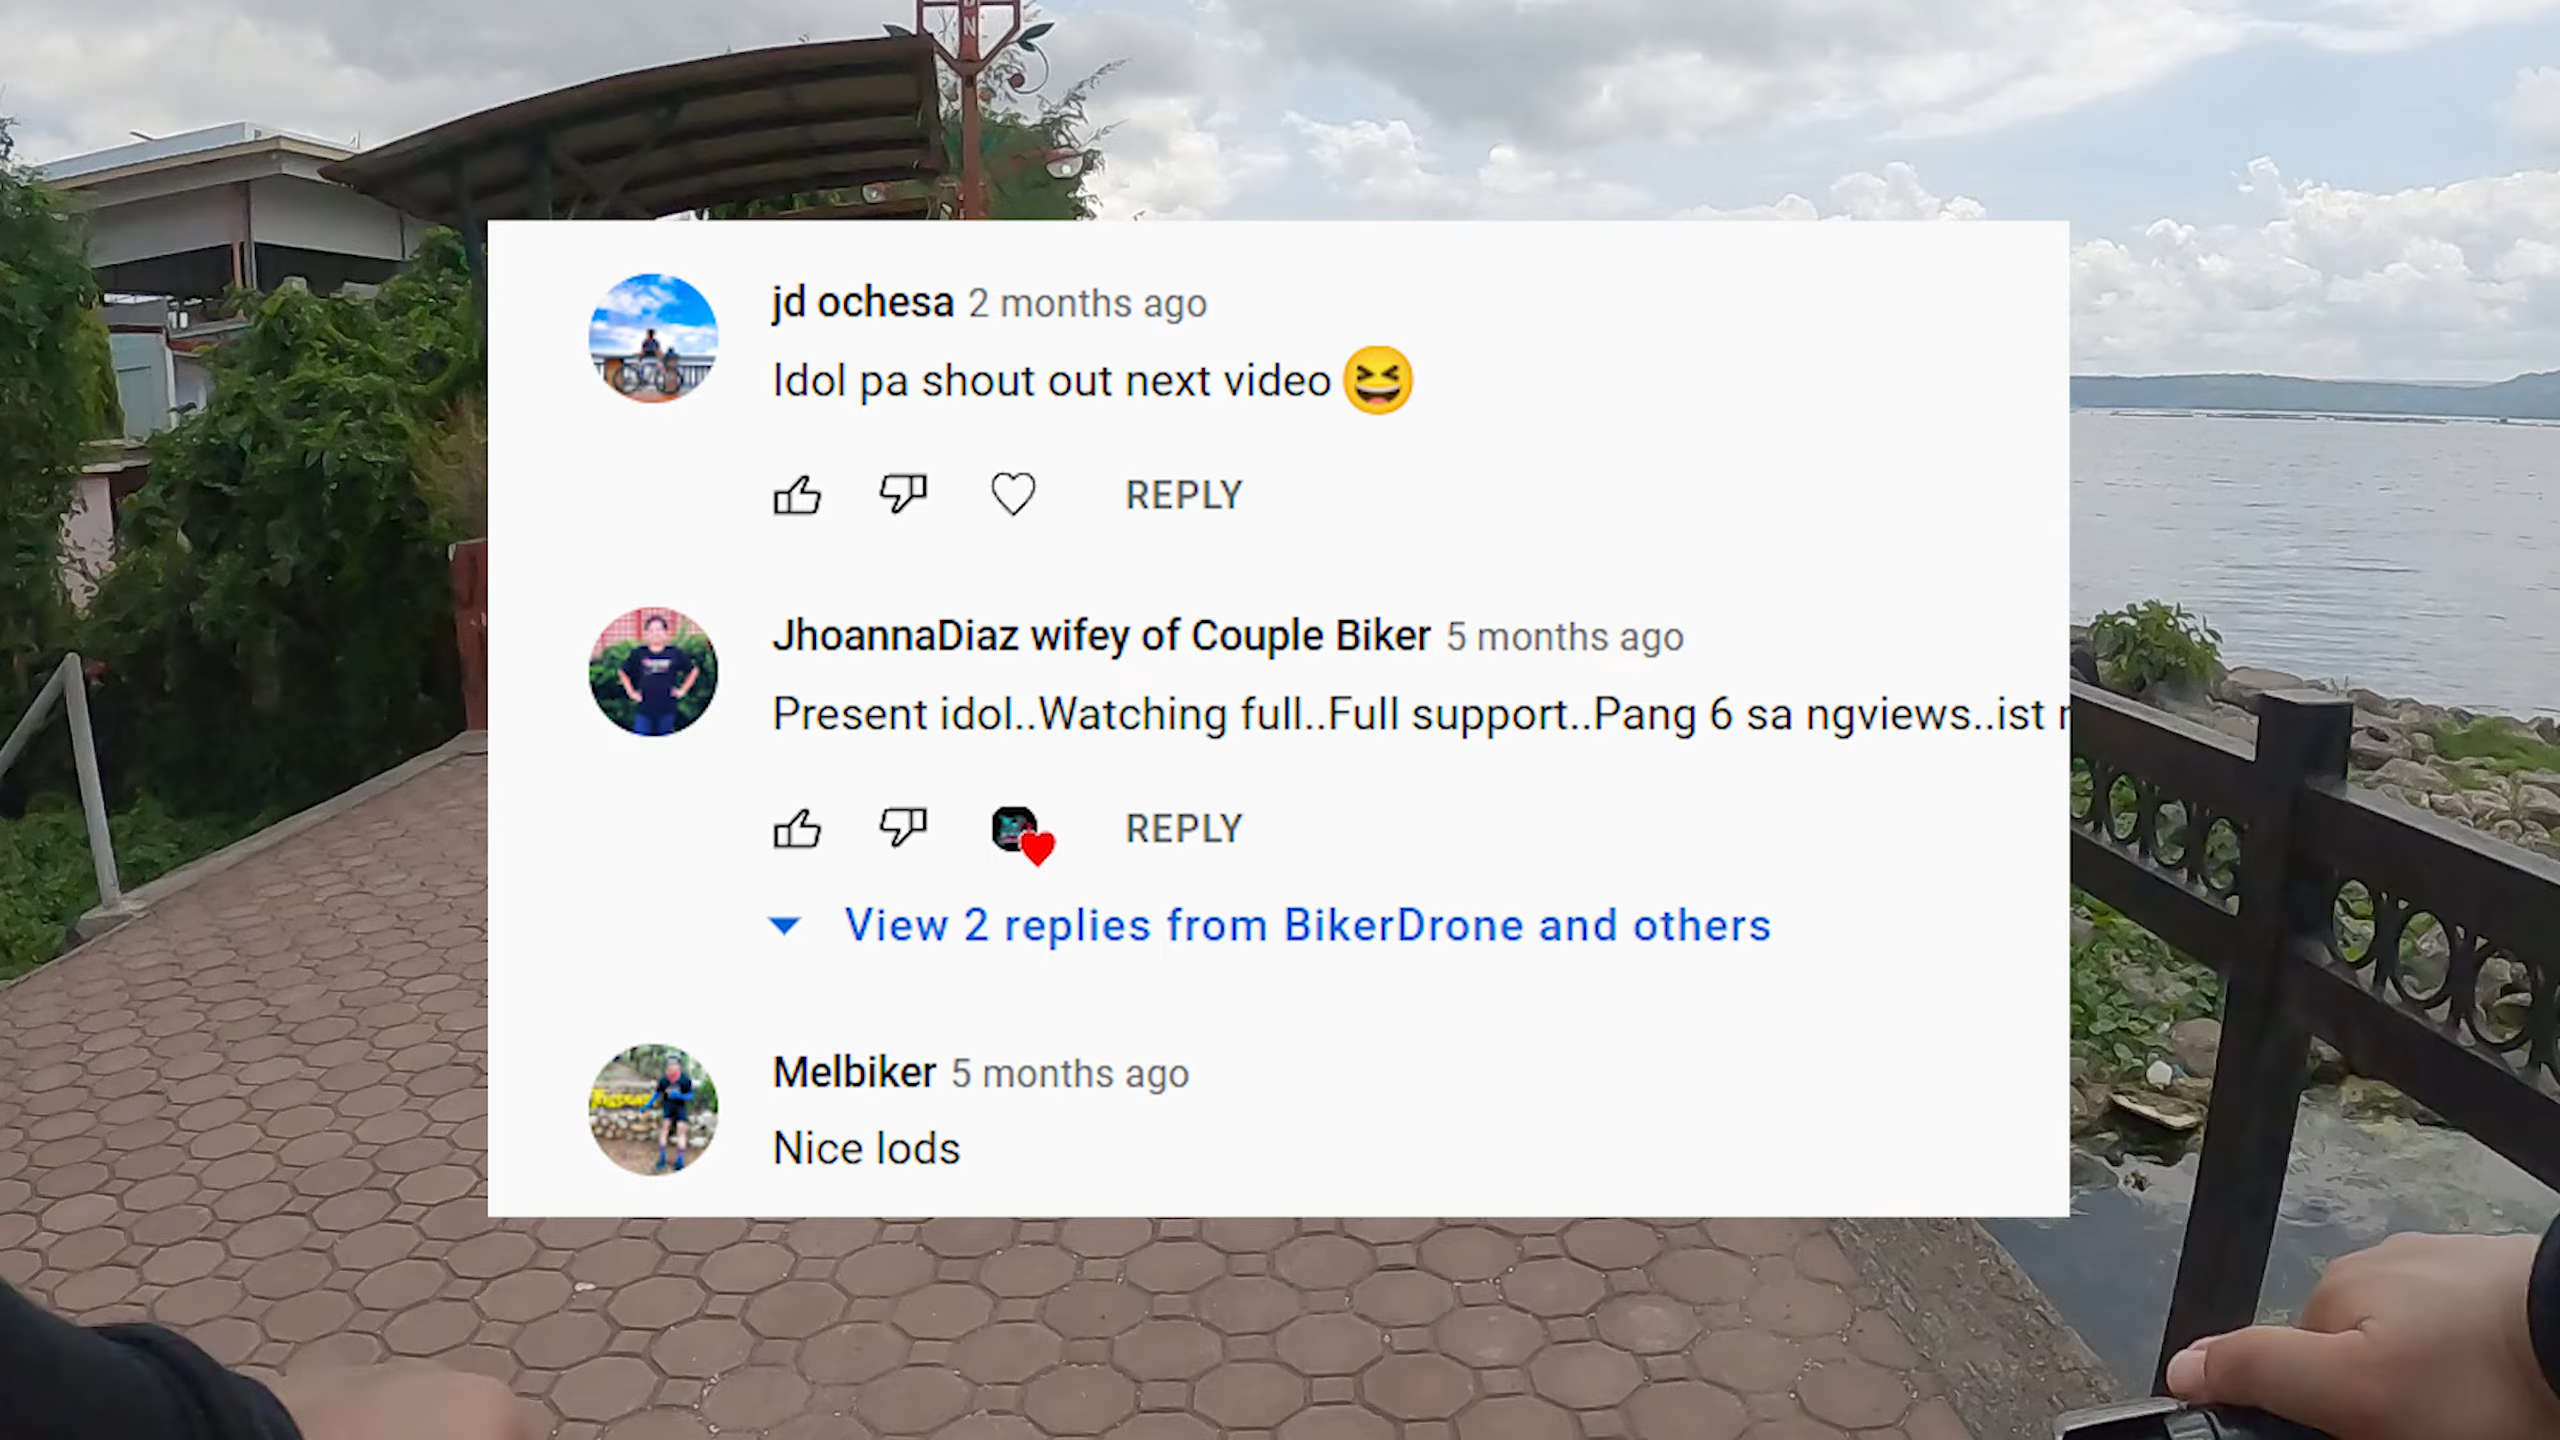 UN
jd ochesa 2 months ago
Idol pa shout out next video
REPLY
JhoannaDiaz wifey of Couple Biker 5 months ago
Present idol..Watching full..Full support..Pang 6 sa ngviews..ist
REPLY
View 2 replies from BikerDrone and others
Melbiker 5 months ago
Nice lods